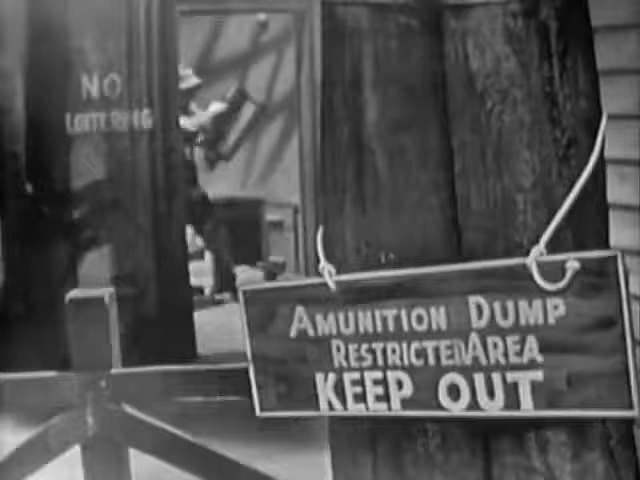 NO
LOITERING
AMUNITION DUMP
RESTRICTED AREA
KEEP OUT